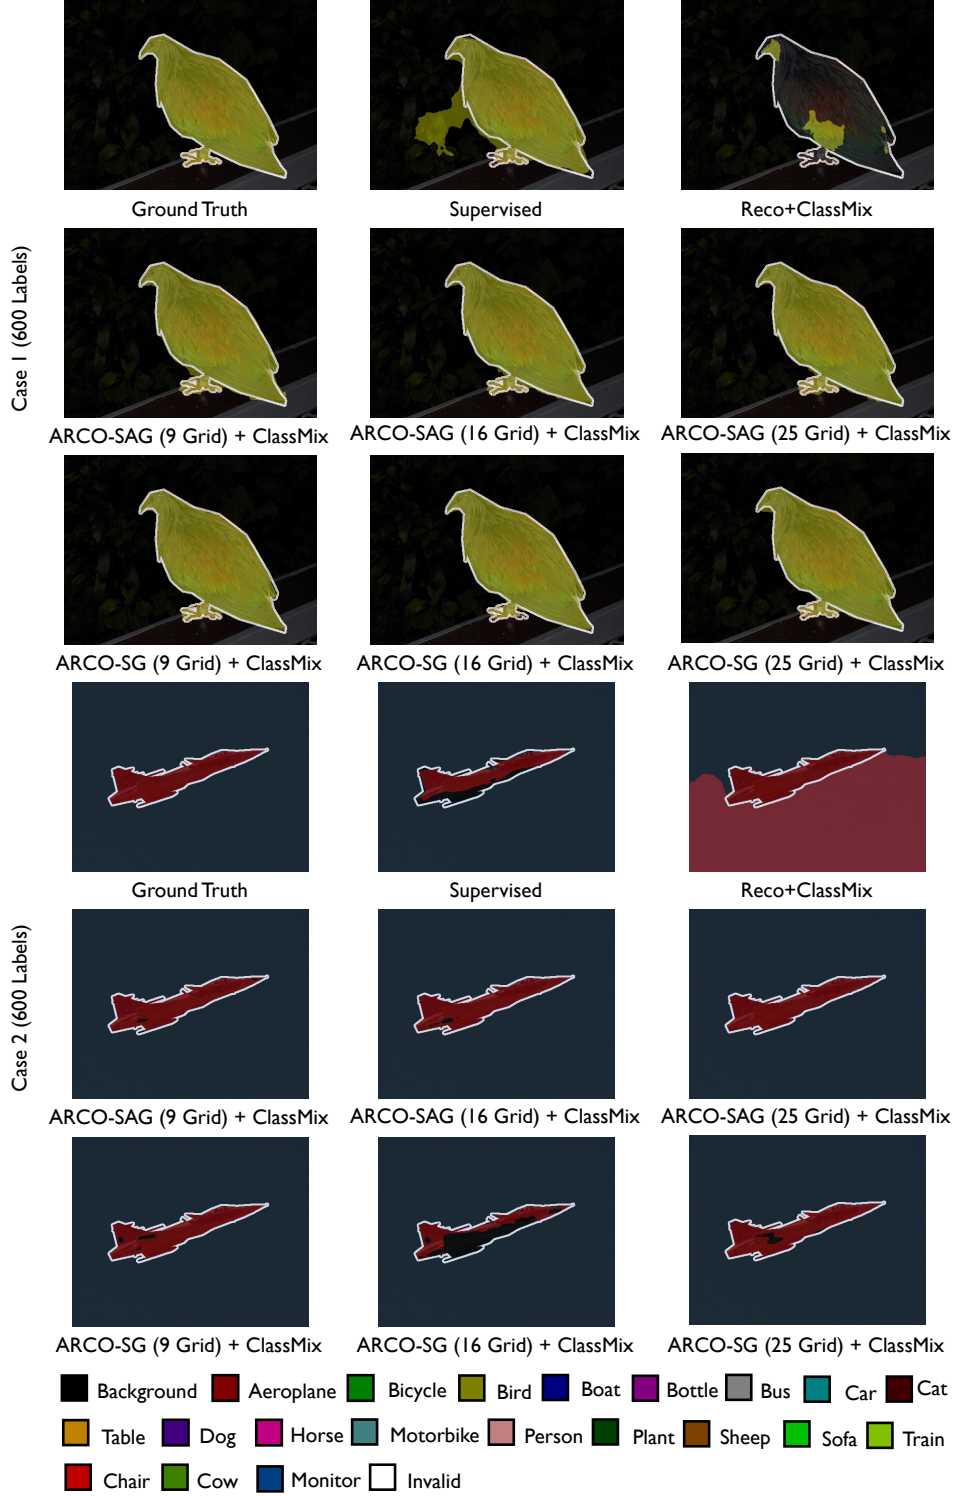 Ground Truth
Supervised
Reco+ClassMix
Case 1 (600 Labels)
ARCO-SAG (9 Grid) + ClassMix
ARCO-SAG (16 Grid) + ClassMix
ARCO-SAG (25 Grid) + ClassMix
ARCO-SG (9 Grid) + ClassMix
ARCO-SG (16 Grid) + ClassMix
ARCO-SG (25 Grid) + ClassMix
Ground Truth
Supervised
Reco+ClassMix
Case 2 (600 Labels)
ARCO-SAG (9 Grid) + ClassMix
ARCO-SAG (16 Grid) + ClassMix
ARCO-SAG (25 Grid) + ClassMix
ARCO-SG (9 Grid) + ClassMix
ARCO-SG (16 Grid) + ClassMix
ARCO-SG (25 Grid) + ClassMix
Background Aeroplane Bicycle Bird Boat Bottle Bus Car Cat
Table Dog Horse Motorbike Person Plant Sheep Sofa Train
Chair Cow Monitor Invalid